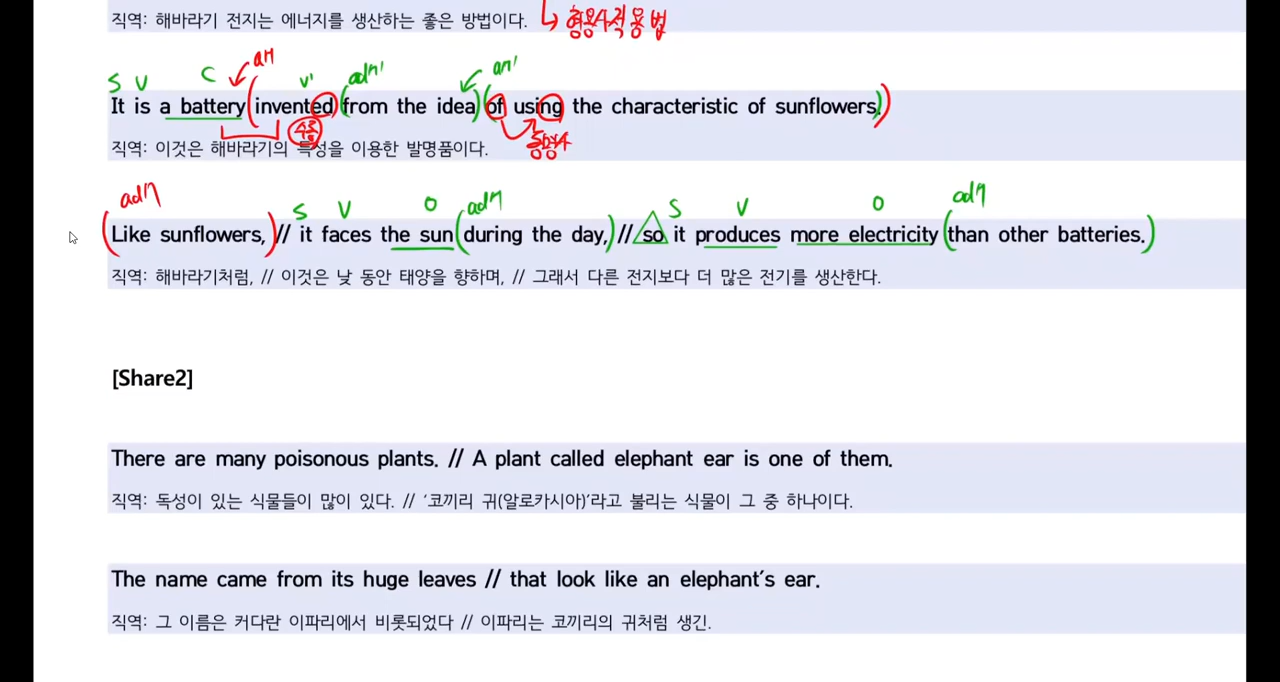 직역: 해바라기 전지는 에너지를 생산하는 좋은 방법이다. 형용사적 용법
S V C am v' adm' am'
It is a battery (invented (from the idea) (of using the characteristic of sunflowers.))
수동 동명사
직역: 이것은 해바라기의 특성을 이용한 발명품이다.
adm S V O adm S V O adm
(Like sunflowers,) // it faces the sun (during the day,) // so it produces more electricity (than other batteries.)
직역: 해바라기처럼, // 이것은 낮 동안 태양을 향하며, // 그래서 다른 전지보다 더 많은 전기를 생산한다.
[Share2]
There are many poisonous plants. // A plant called elephant ear is one of them.
직역: 독성이 있는 식물들이 많이 있다. // '코끼리 귀(알로카시아)'라고 불리는 식물이 그 중 하나이다.
The name came from its huge leaves // that look like an elephant's ear.
직역: 그 이름은 커다란 이파리에서 비롯되었다 // 이파리는 코끼리의 귀처럼 생긴.